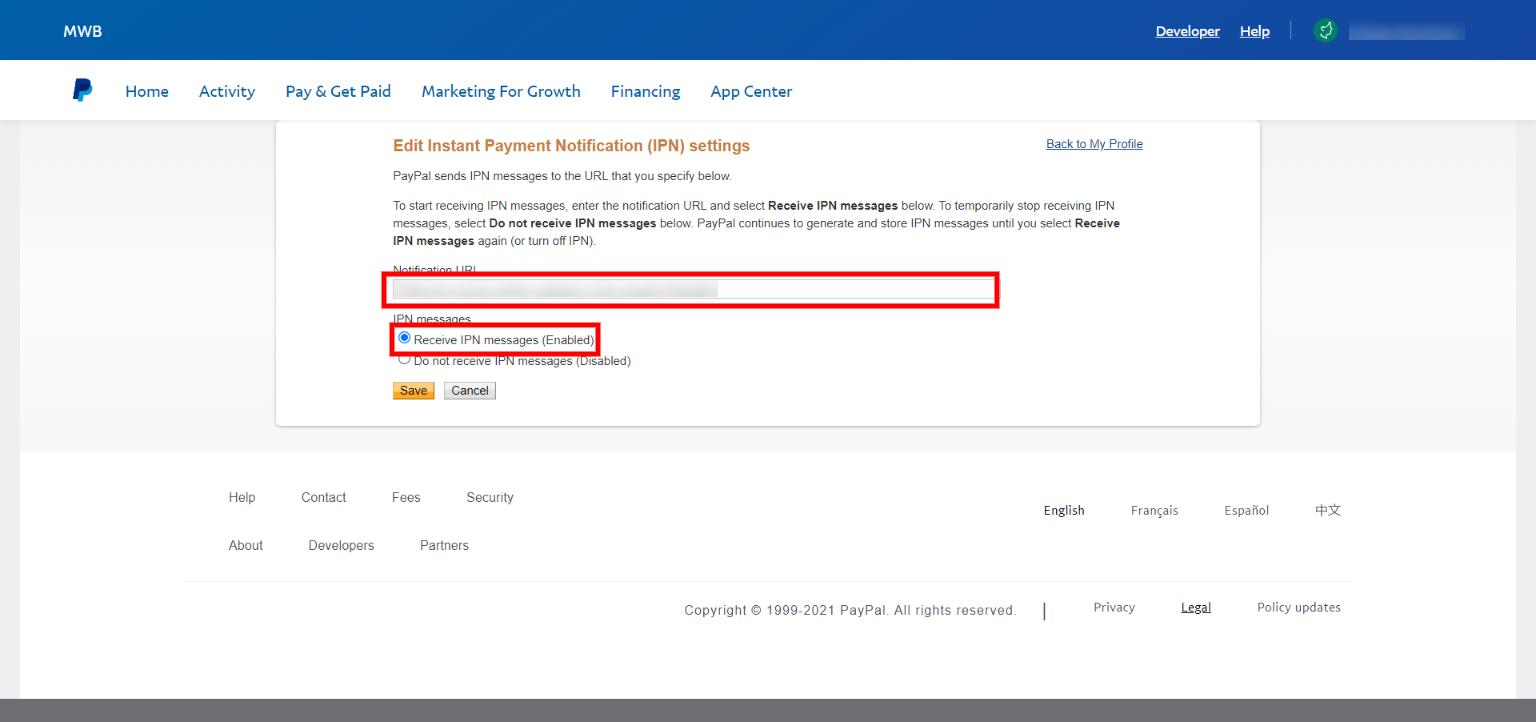 MWB
Developer Help
Home Activity Pay & Get Paid Marketing For Growth Financing App Center
Edit Instant Payment Notification (IPN) settings
Back to My Profile
PayPal sends IPN messages to the URL that you specify below.
To start receiving IPN messages, enter the notification URL and select Receive IPN messages below. To temporarily stop receiving IPN
messages, select Do not receive IPN messages below. PayPal continues to generate and store IPN messages until you select Receive
IPN messages again (or turn off IPN).
Notification URL
IPN messages
Receive IPN messages (Enabled)
Do not receive IPN messages (Disabled)
Save Cancel
Help Contact Fees Security
English Français Español 中文
About Developers Partners
Copyright © 1999-2021 PayPal. All rights reserved. | Privacy Legal Policy updates